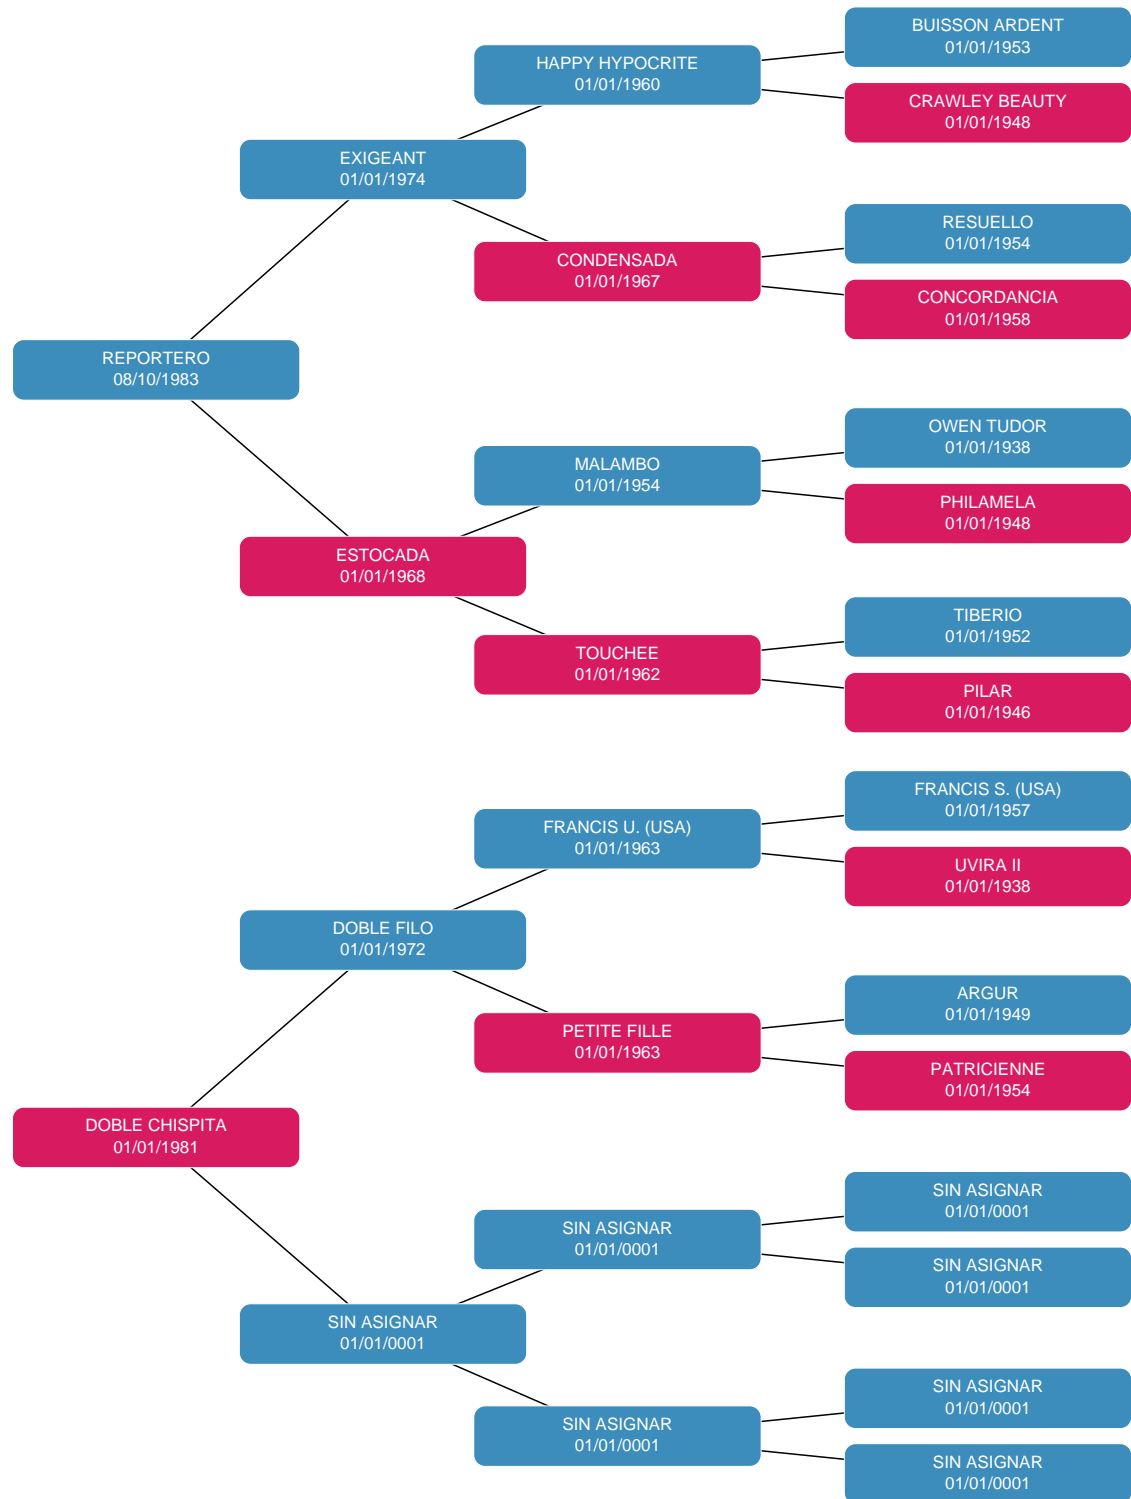 BUISSON ARDENT
01/01/1953
HAPPY HYPOCRITE
01/01/1960
CRAWLEY BEAUTY
01/01/1948
EXIGEANT
01/01/1974
RESUELLO
01/01/1954
CONDENSADA
01/01/1967
CONCORDANCIA
01/01/1958
REPORTERO
08/10/1983
OWEN TUDOR
01/01/1938
MALAMBO
01/01/1954
PHILAMELA
01/01/1948
ESTOCADA
01/01/1968
TIBERIO
01/01/1952
TOUCHEE
01/01/1962
PILAR
01/01/1946
FRANCIS S. (USA)
01/01/1957
FRANCIS U. (USA)
01/01/1963
UVIRA II
01/01/1938
DOBLE FILO
01/01/1972
ARGUR
01/01/1949
PETITE FILLE
01/01/1963
PATRICIENNE
01/01/1954
DOBLE CHISPITA
01/01/1981
SIN ASIGNAR
01/01/0001
SIN ASIGNAR
01/01/0001
SIN ASIGNAR
01/01/0001
SIN ASIGNAR
01/01/0001
SIN ASIGNAR
01/01/0001
SIN ASIGNAR
01/01/0001
SIN ASIGNAR
01/01/0001